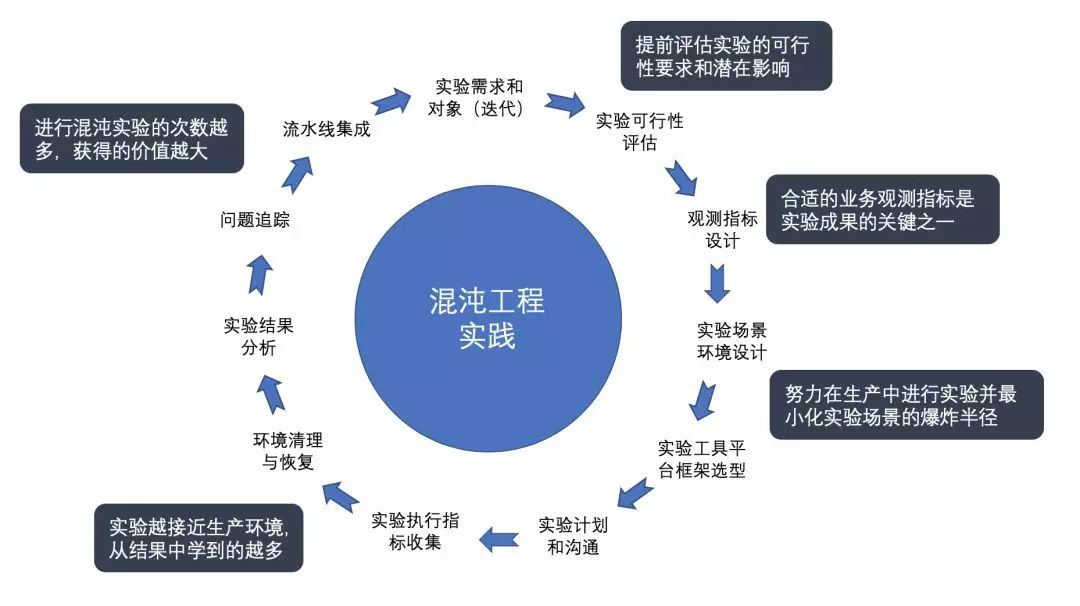 提前评估实验的可行
性要求和潜在影响
实验需求和
对象（迭代）
实验可行性
评估
进行混沌实验的次数越
多，获得的价值越大
流水线集成
合适的业务观测指标是
实验成果的关键之一
观测指标
设计
问题追踪
混沌工程
实践
实验场景
环境设计
实验结果
分析
努力在生产中进行实验并最
小化实验场景的爆炸半径
实验工具平
台框架选型
环境清理
与恢复
实验计划
和沟通
实验执行指
标收集
实验越接近生产环境,
从结果中学到的越多